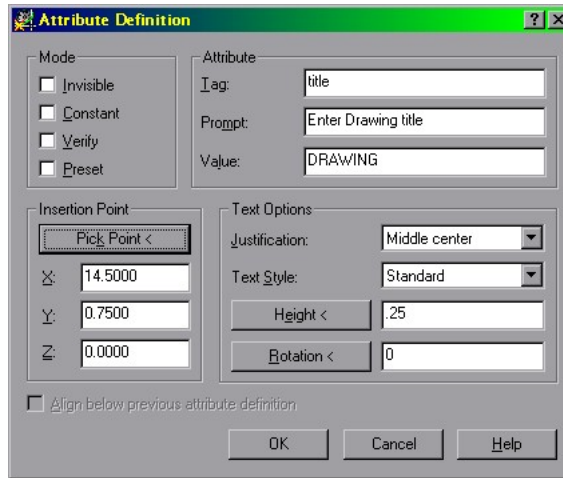 Attribute Definition
Mode
Invisible
Constant
Verify
Preset
Attribute
Tag: title
Prompt: Enter Drawing title
Value: DRAWING
Insertion Point
Pick Point <
X: 14.5000
Y: 0.7500
Z: 0.0000
Text Options
Justification: Middle center
Text Style: Standard
Height < .25
Rotation < 0
Align below previous attribute definition
OK Cancel Help